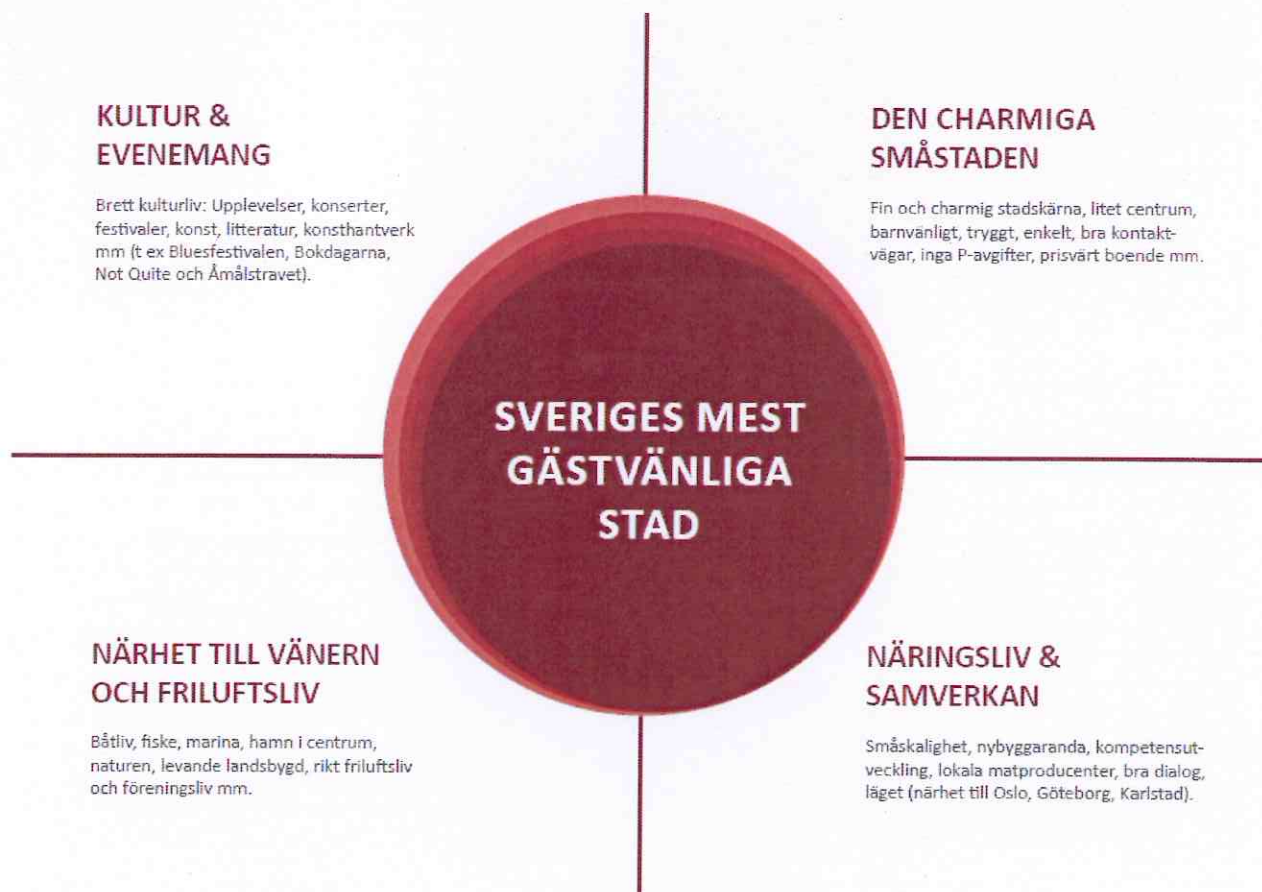 KULTUR &
EVENEMANG
Brett kulturliv: Upplevelser, konserter,
festivaler, konst, litteratur, konsthantverk
mm (t ex Bluesfestivalen, Bokdagarna,
Not Quite och Åmålstravet).
DEN CHARMIGA
SMÅSTADEN
Fin och charmig stadskärna, litet centrum,
barnvänligt, tryggt, enkelt, bra kontakt-
vägar, inga P-avgifter, prisvärt boende mm.
SVERIGES MEST
GÄSTVÄNLIGA
STAD
NÄRHET TILL VÄNERN
OCH FRILUFTSLIV
Båtliv, fiske, marina, hamn i centrum,
naturen, levande landsbygd, rikt friluftsliv
och föreningsliv mm.
NÄRINGSLIV &
SAMVERKAN
Småskalighet, nybyggaranda, kompetensut-
veckling, lokala matproducenter, bra dialog,
läget (närhet till Oslo, Göteborg, Karlstad).